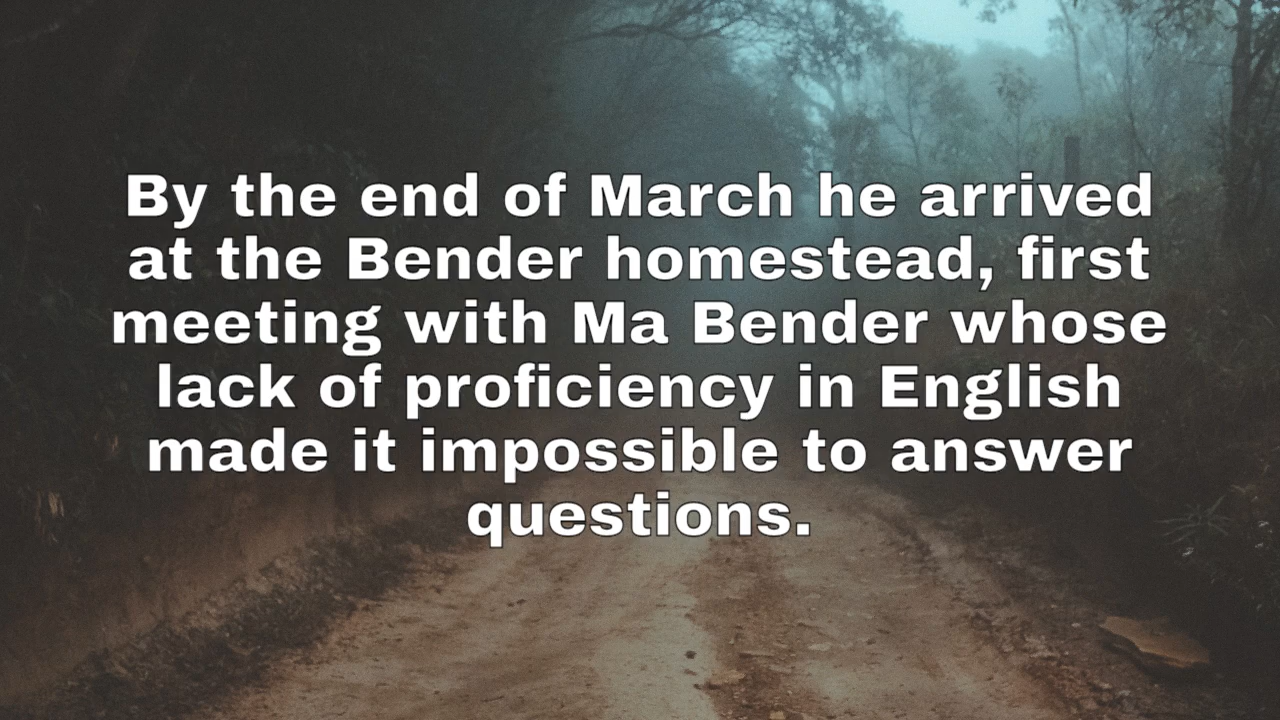 By the end of March he arrived
at the Bender homestead, first
meeting with Ma Bender whose
lack of proficiency in English
made it impossible to answer
questions.